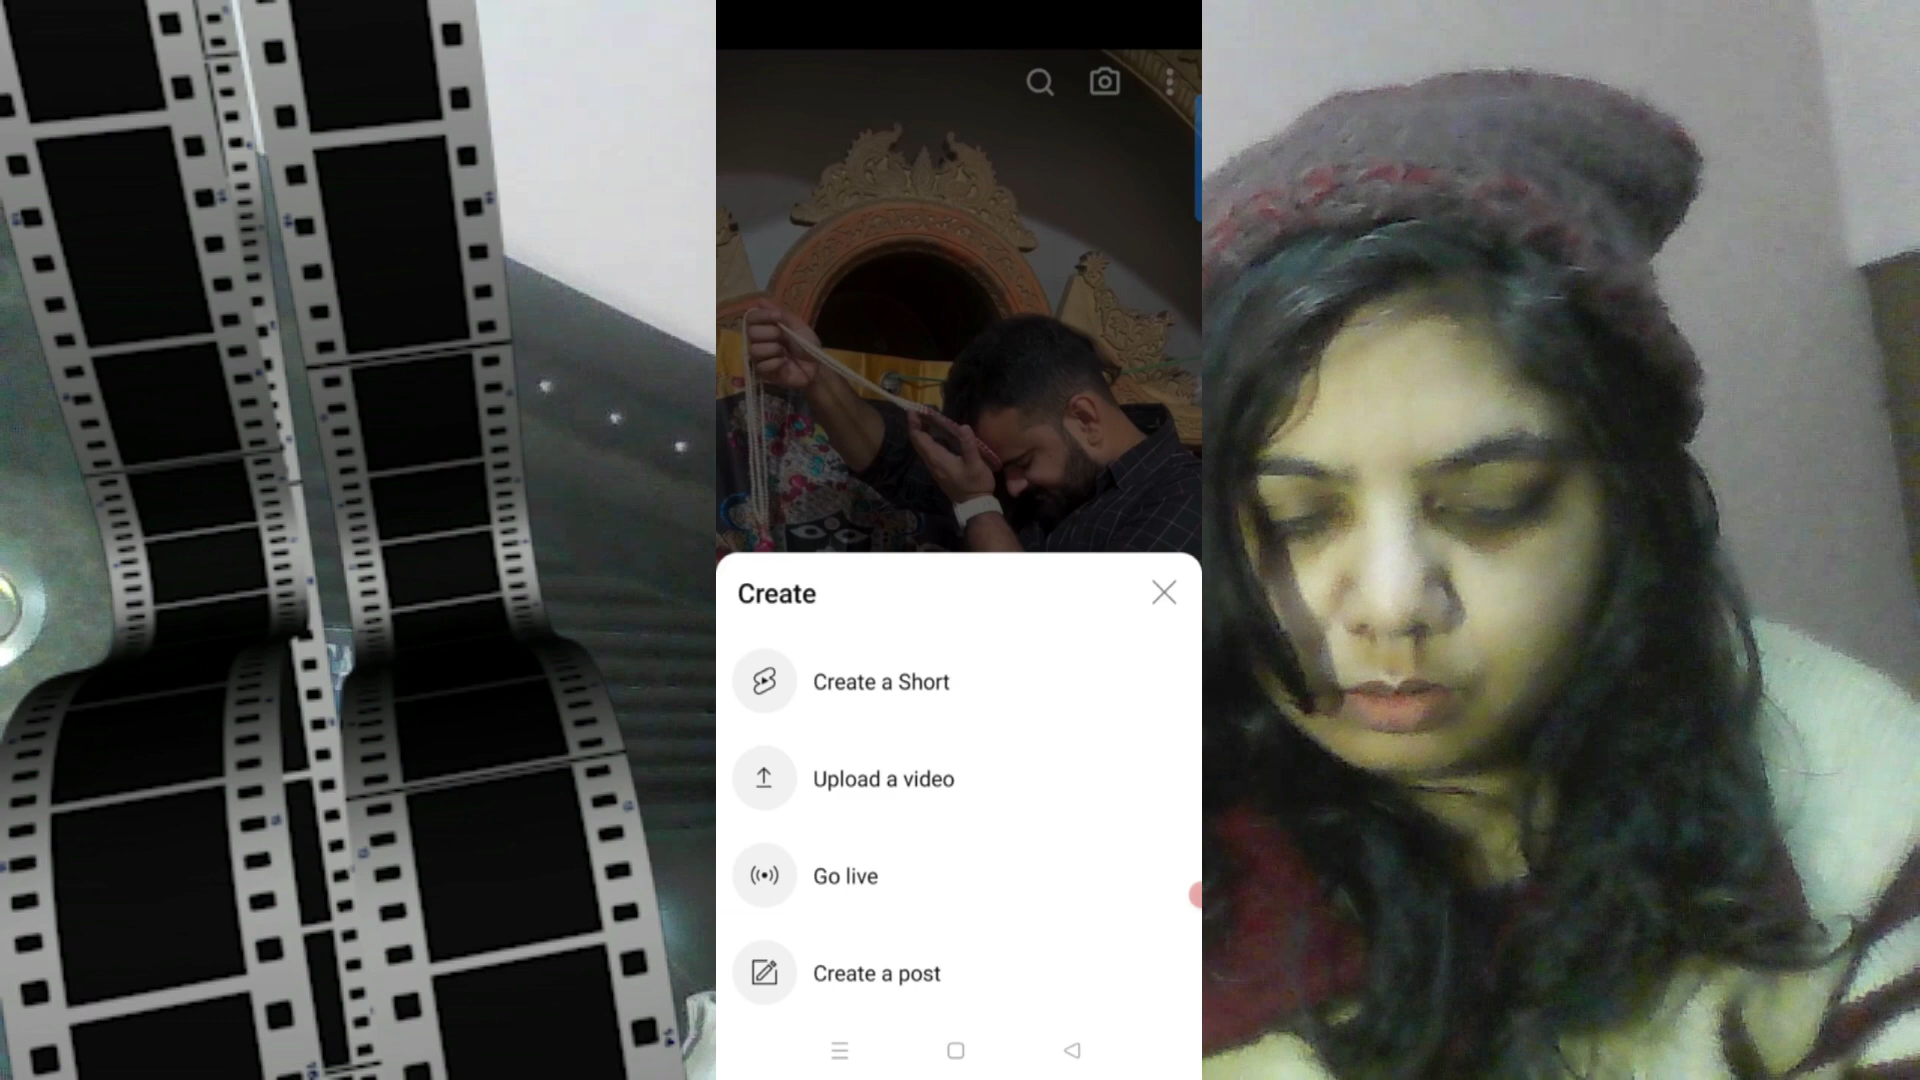 Create
Create a Short
Upload a video
Go live
Create a post